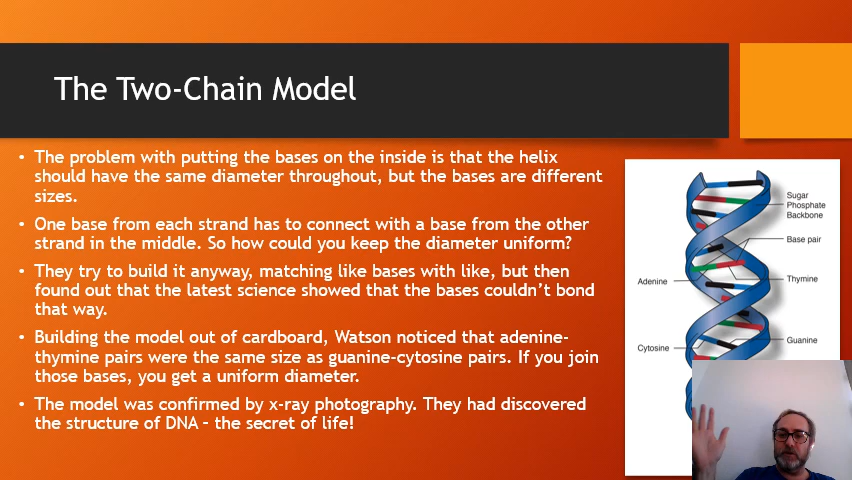 The Two-Chain Model
• The problem with putting the bases on the inside is that the helix
should have the same diameter throughout, but the bases are different
sizes.
• One base from each strand has to connect with a base from the other
strand in the middle. So how could you keep the diameter uniform?
• They try to build it anyway, matching like bases with like, but then
found out that the latest science showed that the bases couldn't bond
that way.
• Building the model out of cardboard, Watson noticed that adenine-
thymine pairs were the same size as guanine-cytosine pairs. If you join
those bases, you get a uniform diameter.
• The model was confirmed by x-ray photography. They had discovered
the structure of DNA – the secret of life!
Sugar
Phosphate
Backbone
Base pair
Adenine
Thymine
Cytosine
Guanine